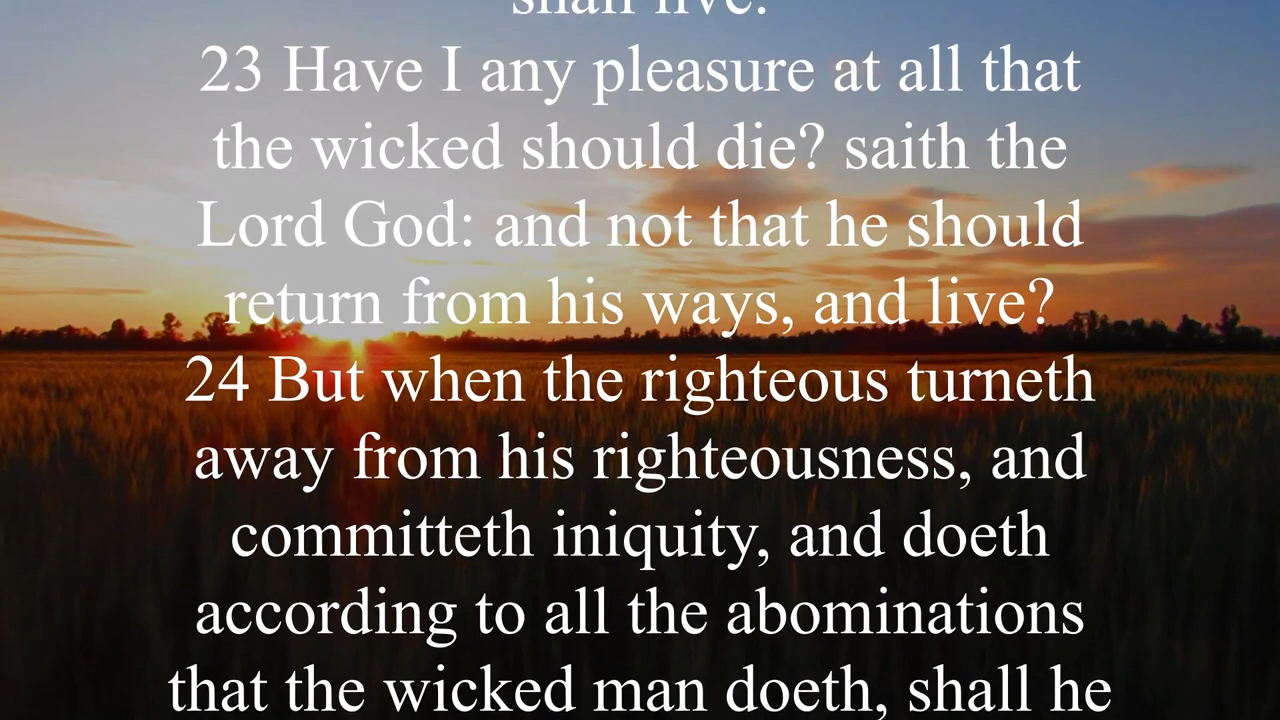 shall live.
23 Have I any pleasure at all that
the wicked should die? saith the
Lord God: and not that he should
return from his ways, and live?
24 But when the righteous turneth
away from his righteousness, and
committeth iniquity, and doeth
according to all the abominations
that the wicked man doeth, shall he